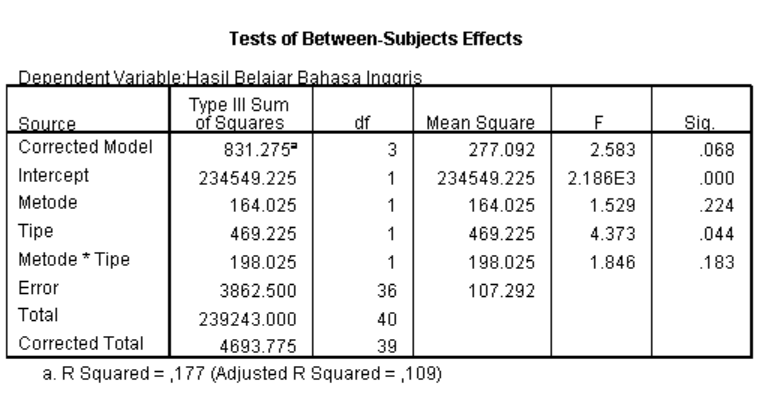 Tests of Between-Subjects Effects
Dependent Variable:Hasil Belajar Bahasa Inggris
Source Type III Sum of Squares df Mean Square F Sig.
Corrected Model 831.275a 3 277.092 2.583 .068
Intercept 234549.225 1 234549.225 2.186E3 .000
Metode 164.025 1 164.025 1.529 .224
Tipe 469.225 1 469.225 4.373 .044
Metode * Tipe 198.025 1 198.025 1.846 .183
Error 3862.500 36 107.292
Total 239243.000 40
Corrected Total 4693.775 39
a. R Squared = ,177 (Adjusted R Squared = ,109)